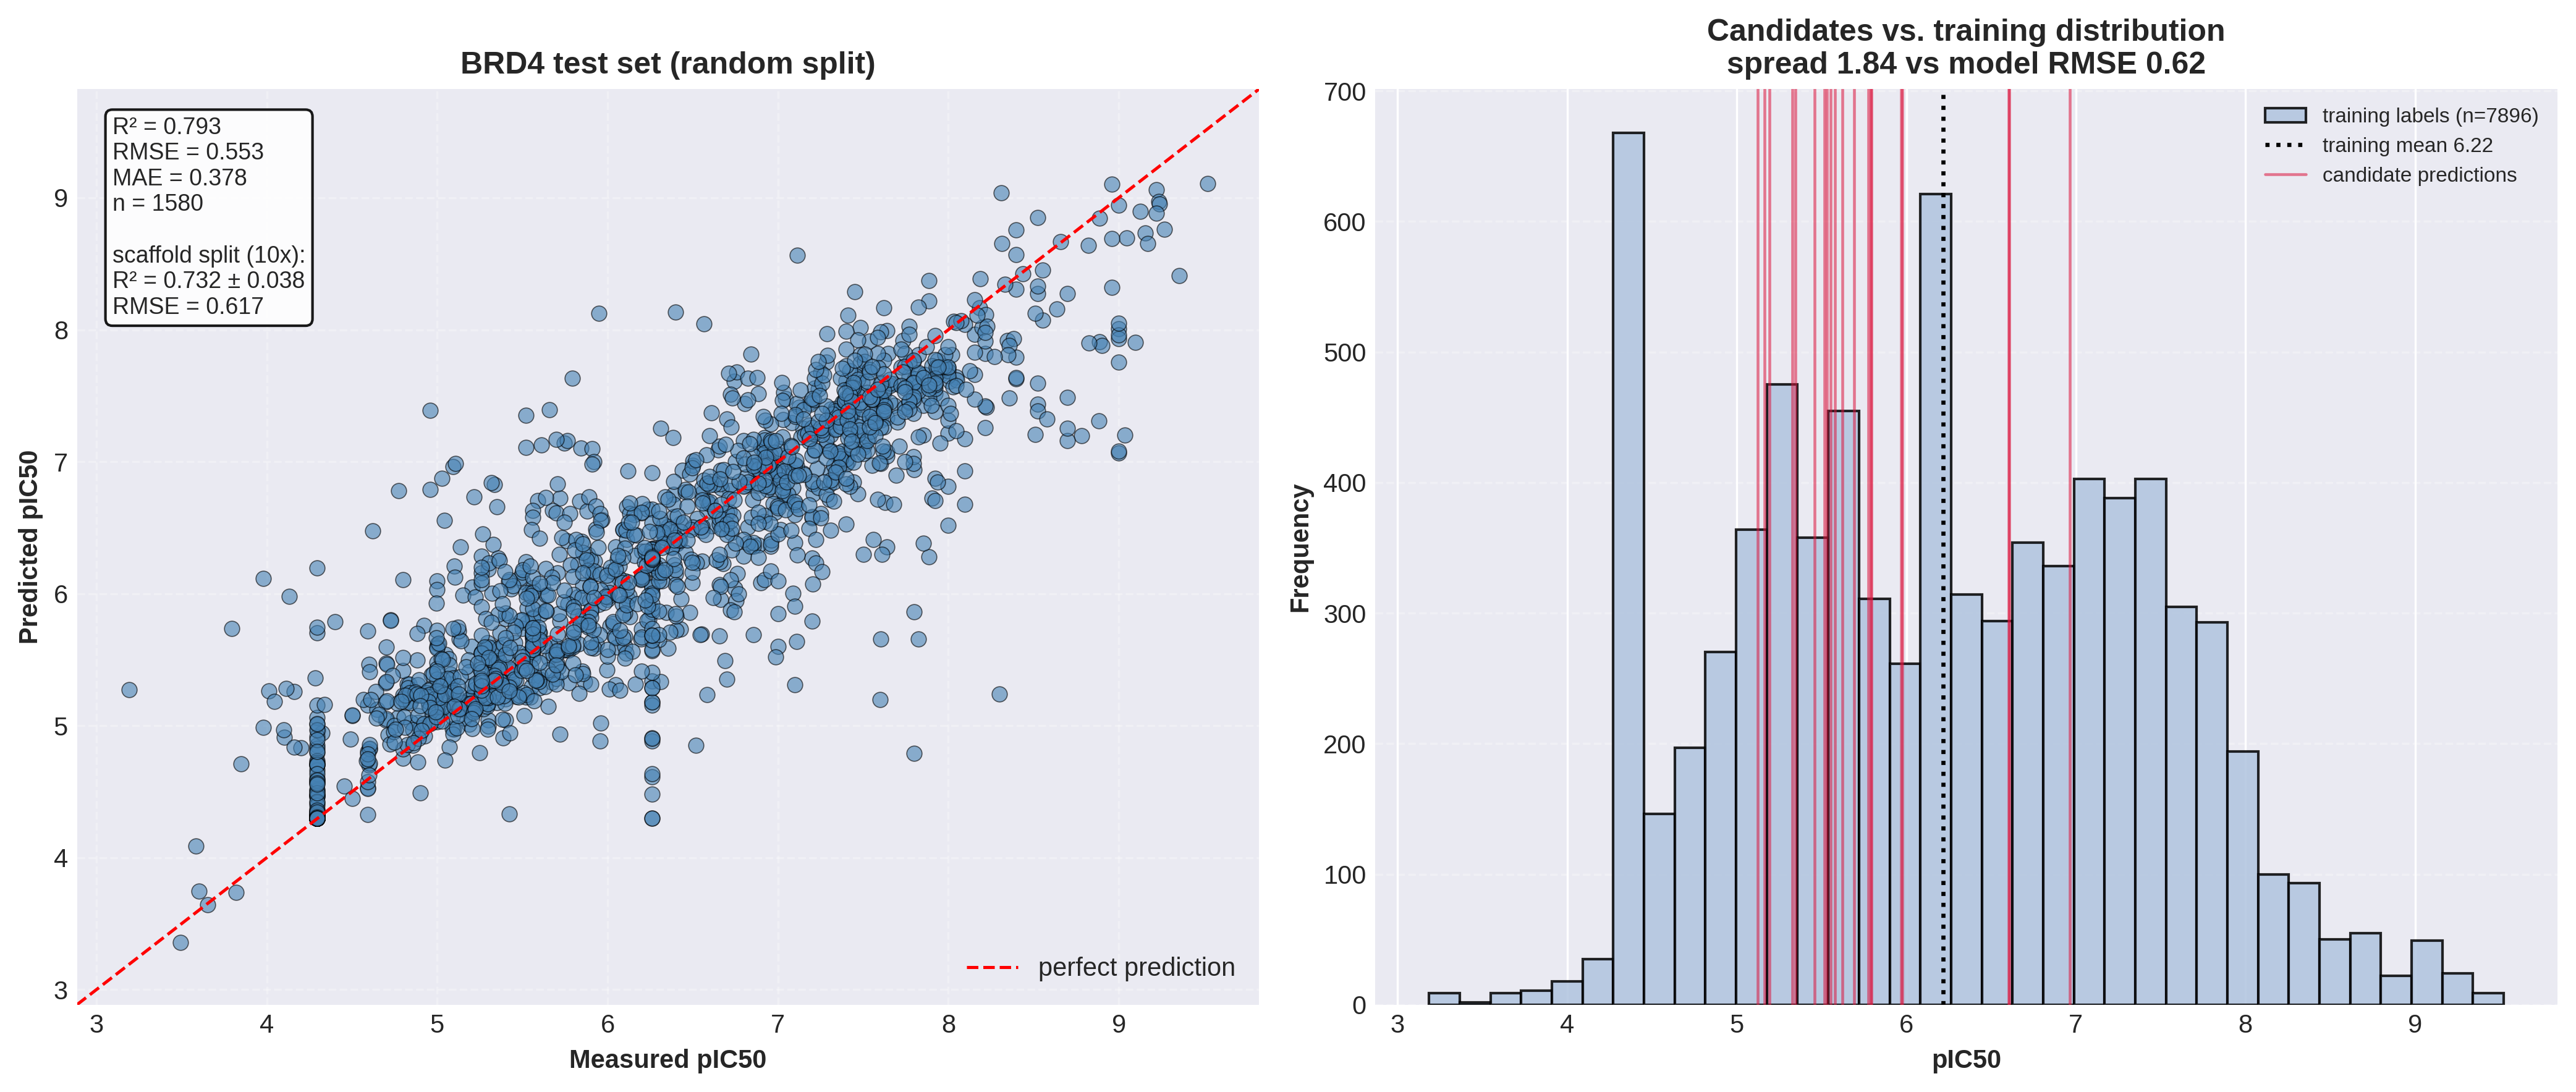 BRD4 test set (random split)
R² = 0.793
RMSE = 0.553
MAE = 0.378
n = 1580
scaffold split (10x):
R² = 0.732 ± 0.038
RMSE = 0.617
Predicted pIC50
9
8
7
6
5
4
3
3 4 5 6 7 8 9
Measured pIC50
perfect prediction
Candidates vs. training distribution
spread 1.84 vs model RMSE 0.62
training labels (n=7896)
training mean 6.22
candidate predictions
Frequency
700
600
500
400
300
200
100
0
3 4 5 6 7 8 9
pIC50